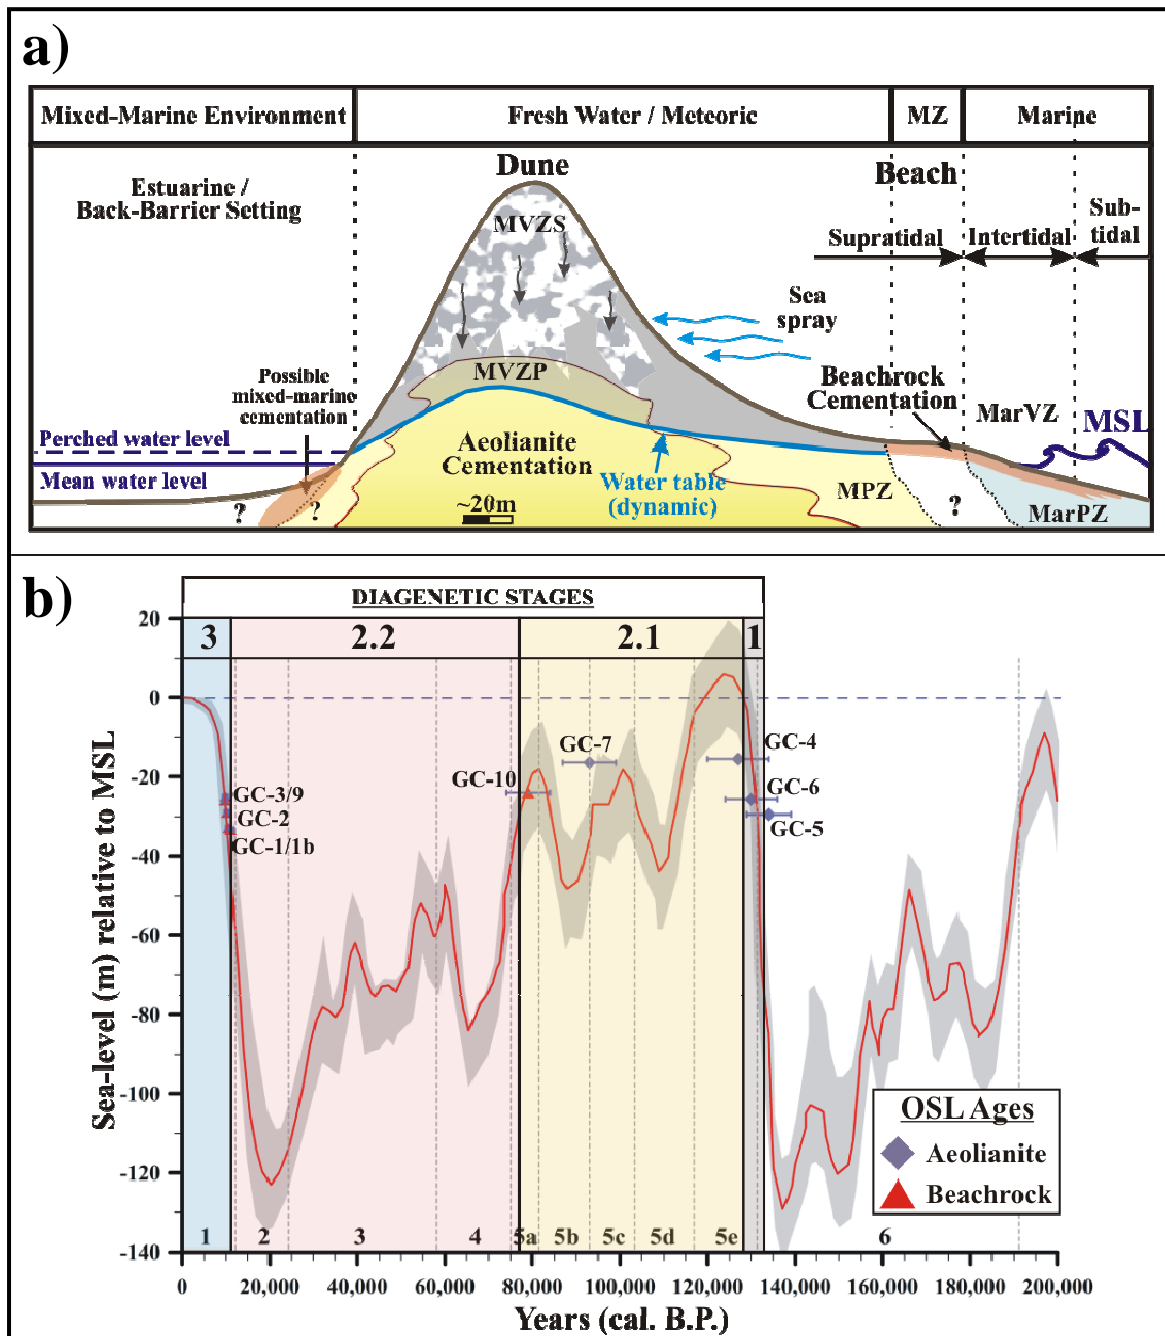 a)
Mixed-Marine Environment
Fresh Water / Meteoric
MZ
Marine
Dune
Beach
Estuarine /
Back-Barrier Setting
MVZS
Supratidal
Intertidal
Sub-
tidal
Sea
spray
Possible
mixed-marine
cementation
MVZP
Beachrock
Cementation
MarVZ
MSL
Perched water level
Mean water level
Aeolianite
Cementation
Water table
(dynamic)
~20m
MPZ
?
?
?
MarPZ
b)
DIAGENETIC STAGES
3
2.2
2.1
1
20
0
-20
-40
-60
-80
-100
-120
-140
Sea-level (m) relative to MSL
GC-3/9
GC-2
GC-1/1b
GC-10
GC-7
GC-4
GC-6
GC-5
OSL Ages
Aeolianite
Beachrock
1
2
3
4
5a
5b
5c
5d
5e
6
0
20,000
40,000
60,000
80,000
100,000
120,000
140,000
160,000
180,000
200,000
Years (cal. B.P.)